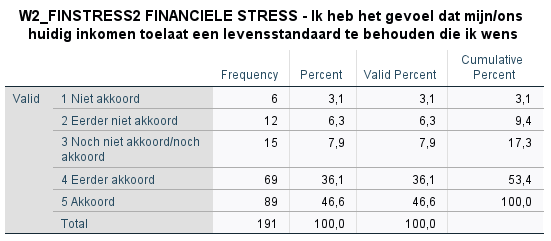 W2_FINSTRESS2 FINANCIELE STRESS - Ik heb het gevoel dat mijn/ons
huidig inkomen toelaat een levensstandaard te behouden die ik wens
Frequency Percent Valid Percent Cumulative Percent
Valid 1 Niet akkoord 6 3,1 3,1 3,1
2 Eerder niet akkoord 12 6,3 6,3 9,4
3 Noch niet akkoord/noch akkoord 15 7,9 7,9 17,3
4 Eerder akkoord 69 36,1 36,1 53,4
5 Akkoord 89 46,6 46,6 100,0
Total 191 100,0 100,0